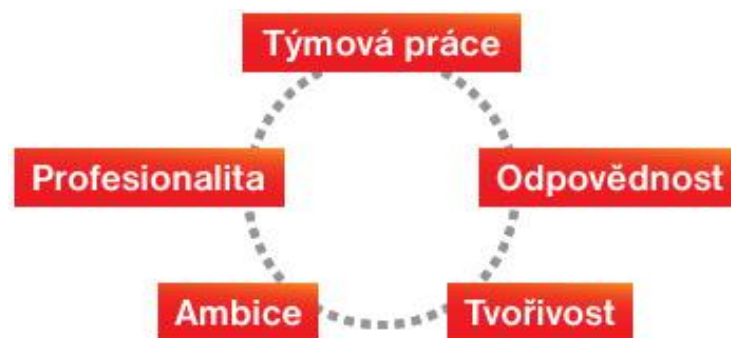 Týmová práce
Profesionalita
Odpovědnost
Ambice
Tvořivost